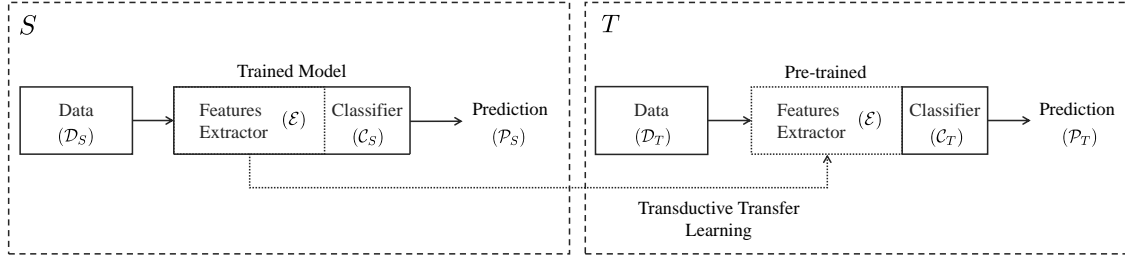 S
Trained Model
Data
(𝒟_S)
Features
Extractor
(ℰ)
Classifier
(𝒞_S)
Prediction
(𝒫_S)
T
Pre-trained
Data
(𝒟_T)
Features
Extractor
(ℰ)
Classifier
(𝒞_T)
Prediction
(𝒫_T)
Transductive Transfer
Learning